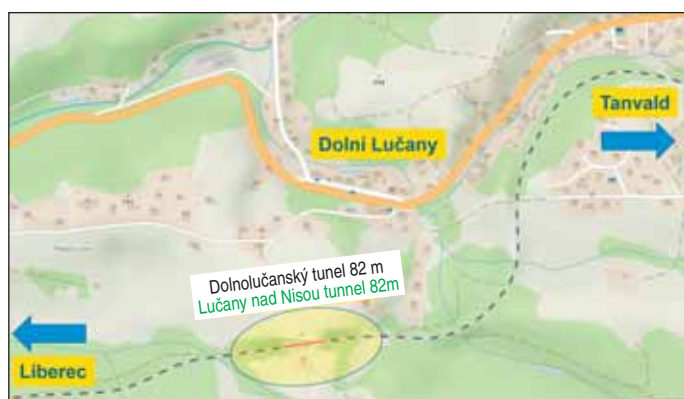 Tanvald
Dolní Lučany
Dolnolučanský tunel 82 m
Lučany nad Nisou tunnel 82m
Liberec